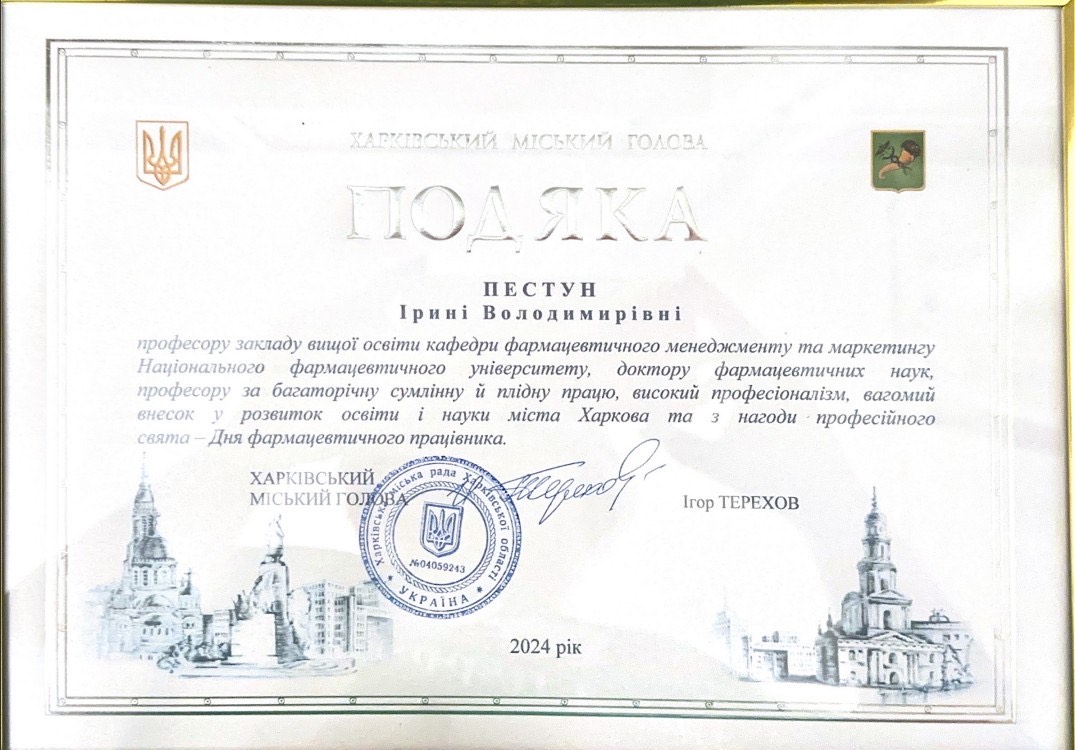 ХАРКІВСЬКИЙ МІСЬКИЙ ГОЛОВА
ПОДЯКА
ПЕСТУН
Ірині Володимирівні
професору закладу вищої освіти кафедри фармацевтичного менеджменту та маркетингу
Національного фармацевтичного університету, доктору фармацевтичних наук,
професору за багаторічну сумлінну й плідну працю, високий професіоналізм, вагомий
внесок у розвиток освіти і науки міста Харкова та з нагоди професійного
свята – Дня фармацевтичного працівника.
ХАРКІВСЬКИЙ
МІСЬКИЙ ГОЛОВА
Ігор ТЕРЕХОВ
Харківська міська рада Харківської області
№04059243
* УКРАЇНА *
2024 рік